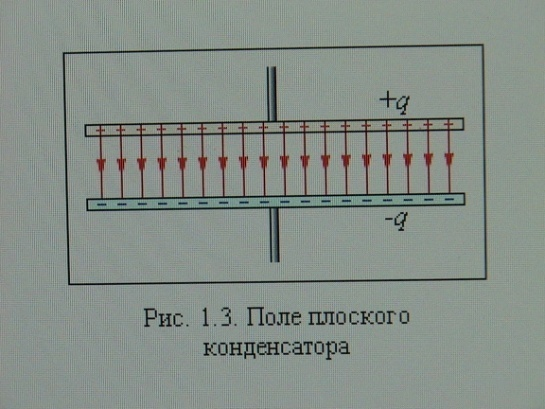 +q
-q
Рис. 1.3. Поле плоского
конденсатора